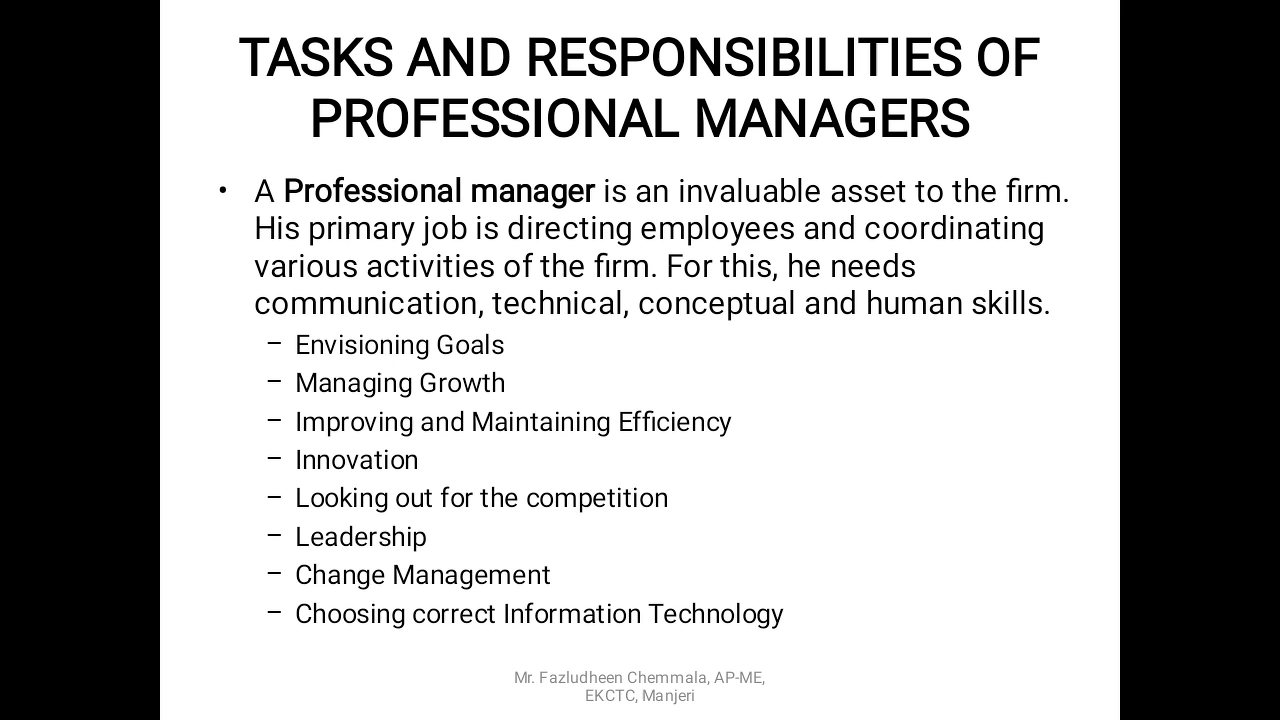 TASKS AND RESPONSIBILITIES OF
PROFESSIONAL MANAGERS
• A Professional manager is an invaluable asset to the firm.
His primary job is directing employees and coordinating
various activities of the firm. For this, he needs
communication, technical, conceptual and human skills.
– Envisioning Goals
– Managing Growth
– Improving and Maintaining Efficiency
– Innovation
– Looking out for the competition
– Leadership
– Change Management
– Choosing correct Information Technology
Mr. Fazludheen Chemmala, AP-ME,
EKCTC, Manjeri